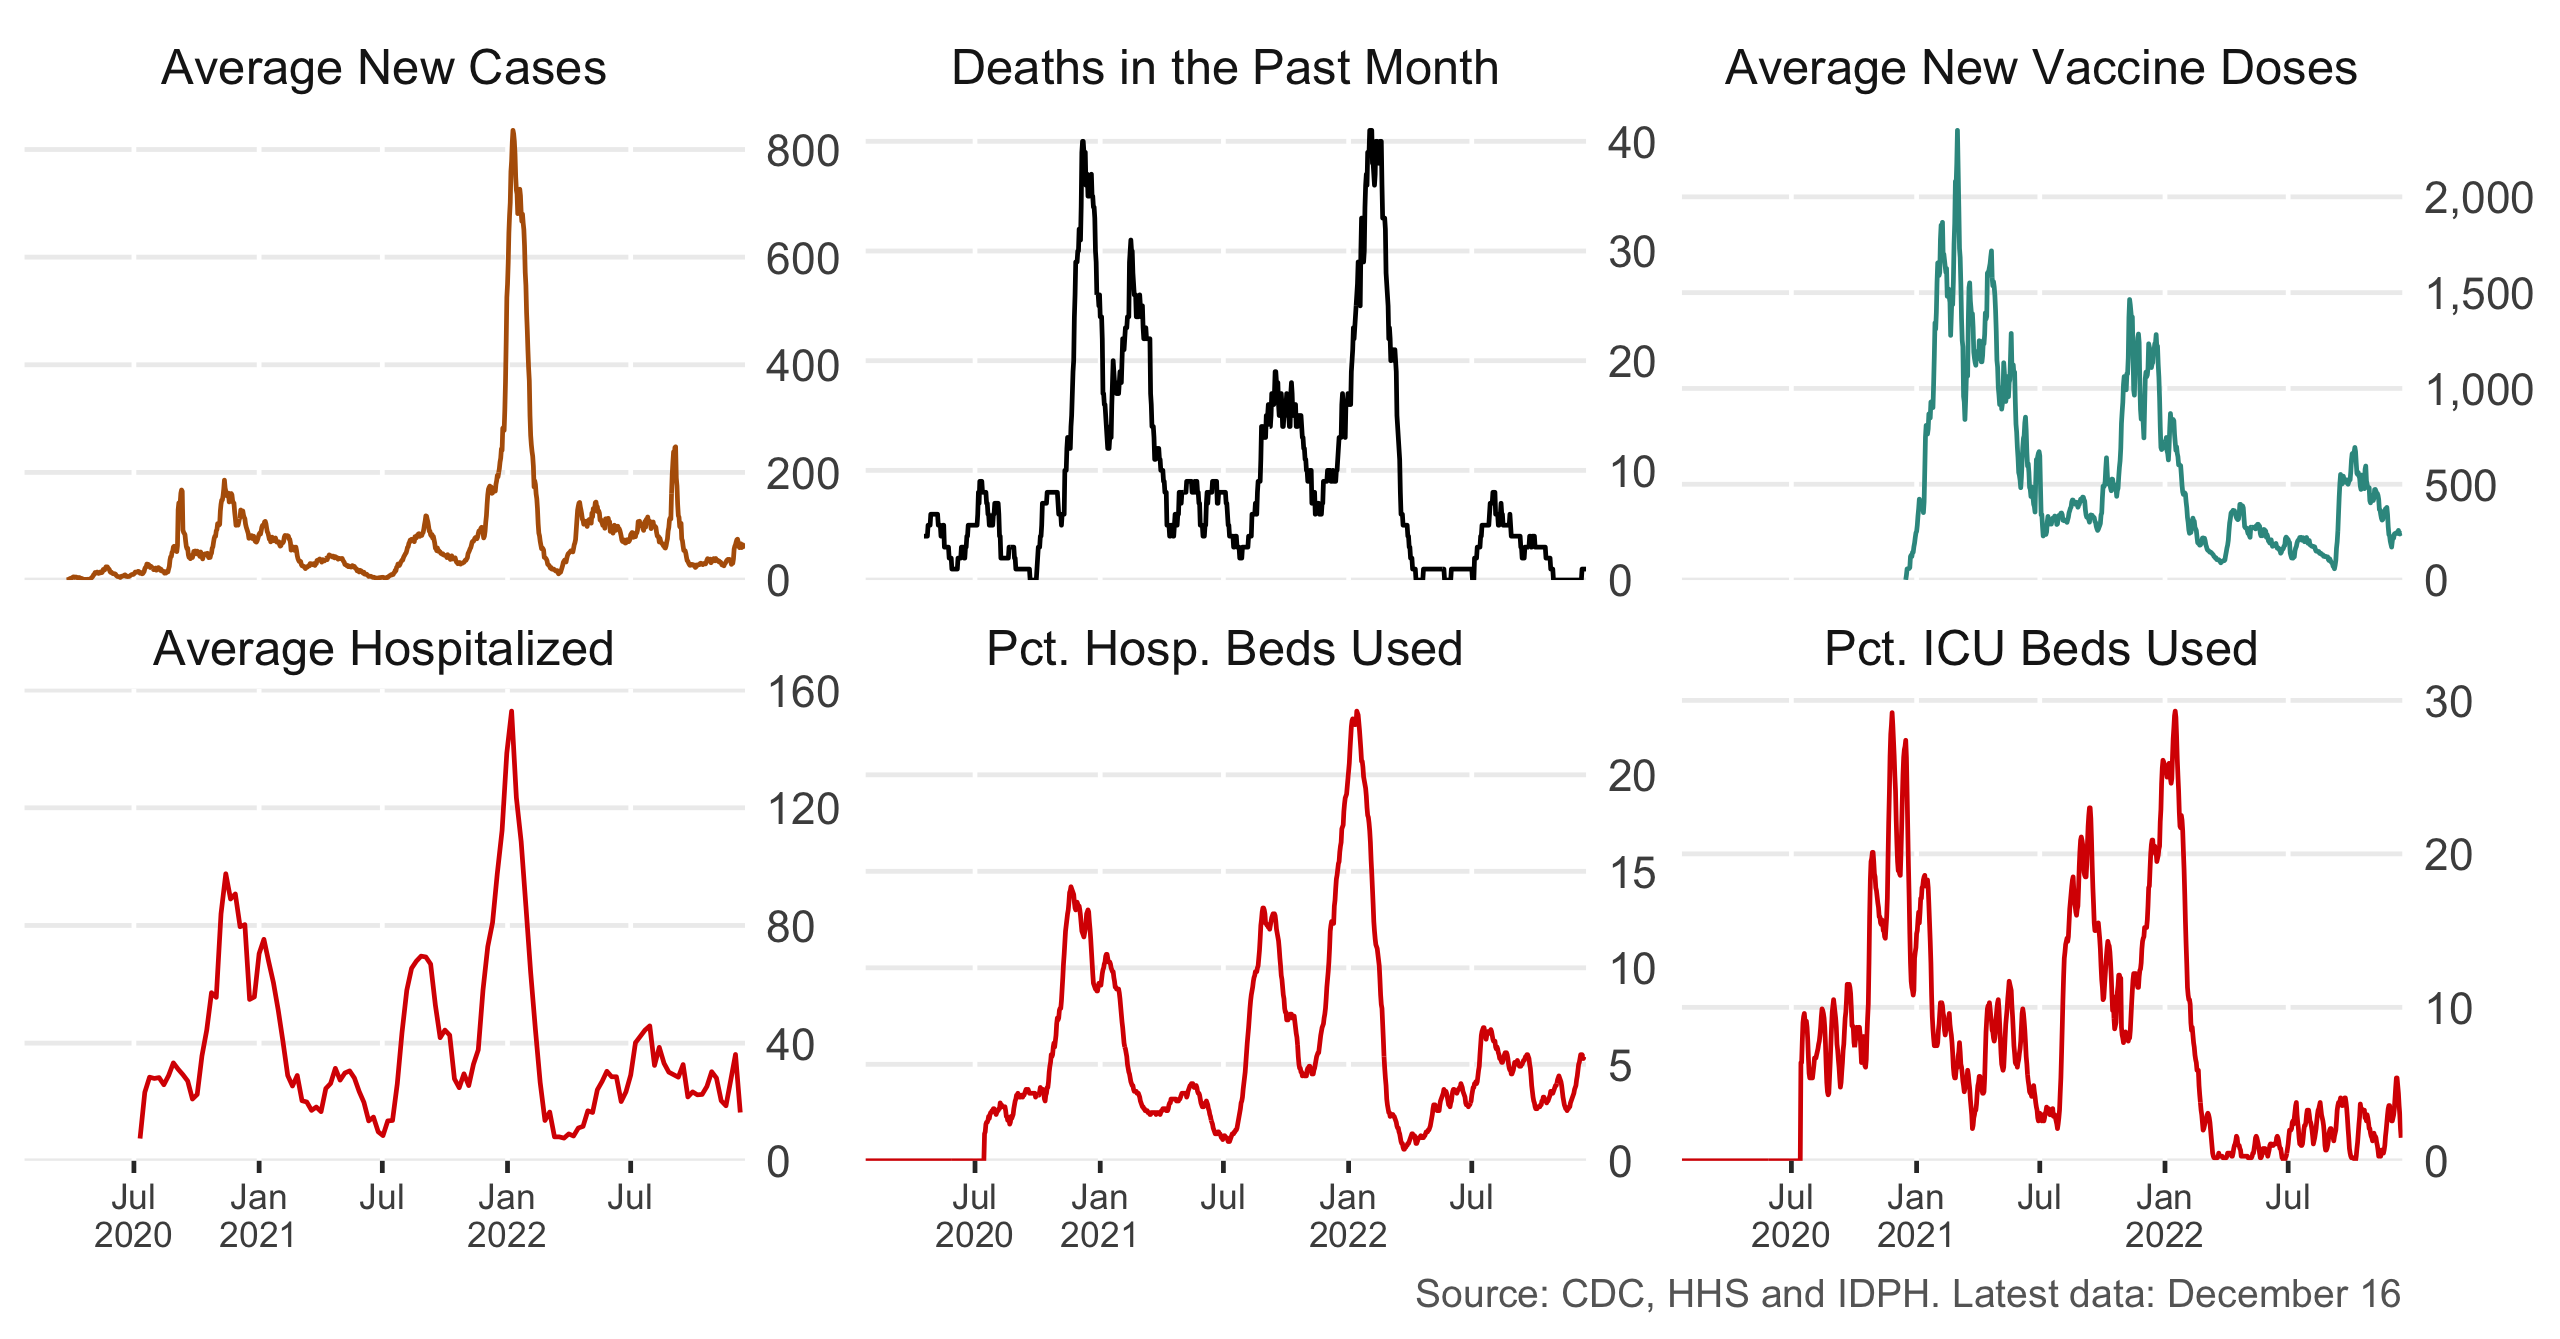 Average New Cases
800
600
400
200
0
Deaths in the Past Month
40
30
20
10
0
Average New Vaccine Doses
2,000
1,500
1,000
500
0
Average Hospitalized
160
120
80
40
0
Jul
2020
Jan
2021
Jul
Jan
2022
Jul
Pct. Hosp. Beds Used
20
15
10
5
0
Jul
2020
Jan
2021
Jul
Jan
2022
Jul
Pct. ICU Beds Used
30
20
10
0
Jul
2020
Jan
2021
Jul
Jan
2022
Jul
Source: CDC, HHS and IDPH. Latest data: December 16